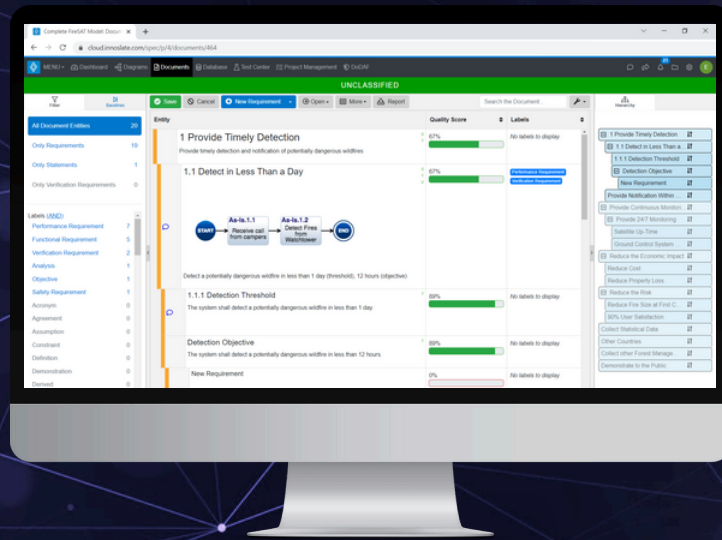 Complete FireSAT Model: Docum
cloud.innoslate.com/spec/p/4/documents/464
MENU Dashboard Diagrams Documents Database Test Center Project Management DoDAF
UNCLASSIFIED
Filter Baselines
Save Cancel New Requirement Open More Report Search the Document...
Hierarchy
Entity Quality Score Labels
All Document Entities 20
Only Requirements 19
Only Statements 1
Only Verification Requirements 0
Labels (AND)
Performance Requirement 7
Functional Requirement 5
Verification Requirement 2
Analysis 1
Objective 1
Safety Requirement 1
Acronym 0
Agreement 0
Assumption 0
Constraint 0
Definition 0
Demonstration 0
Derived 0
1 Provide Timely Detection
Provide timely detection and notification of potentially dangerous wildfires
67%
No labels to display
1.1 Detect in Less Than a Day
67%
Performance Requirement
Verification Requirement
START
As-Is.1.1
Receive call
from campers
As-Is.1.2
Detect Fires
from
Watchtower
END
Detect a potentially dangerous wildfire in less than 1 day (threshold), 12 hours (objective).
1.1.1 Detection Threshold
The system shall detect a potentially dangerous wildfire in less than 1 day.
89%
No labels to display
Detection Objective
The system shall detect a potentially dangerous wildfire in less than 12 hours.
89%
No labels to display
New Requirement
0%
No labels to display
1 Provide Timely Detection
1.1 Detect in Less Than a
1.1.1 Detection Threshold
Detection Objective
New Requirement
Provide Notification Within ...
Provide Continuous Monitori...
Provide 24/7 Monitoring
Satellite Up-Time
Ground Control System ...
Reduce the Economic Impact
Reduce Cost
Reduce Property Loss
Reduce the Risk
Reduce Fire Size at First C...
90% User Satisfaction
Collect Statistical Data
Other Countries
Collect other Forest Manage...
Demonstrate to the Public